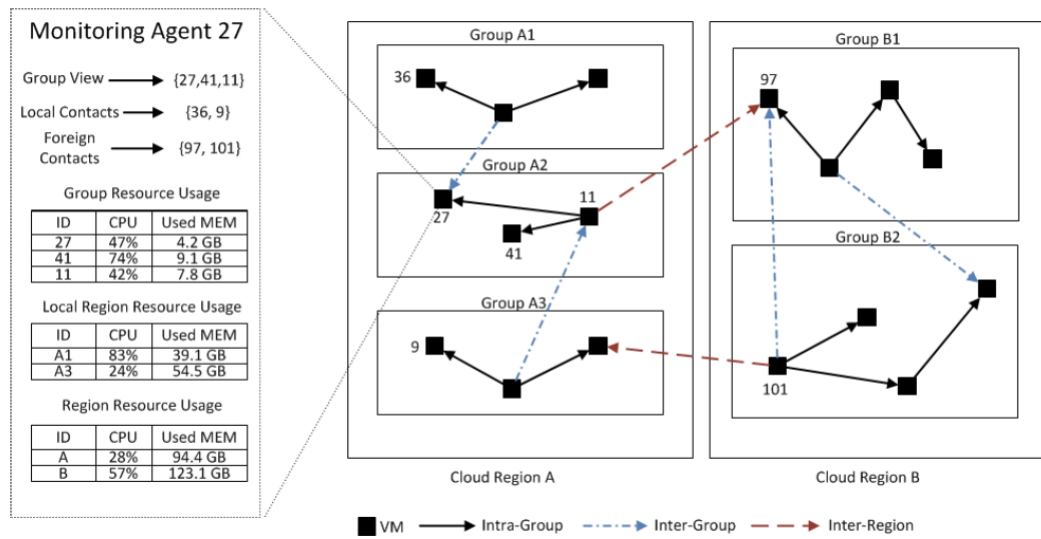 Monitoring Agent 27
Group View {27,41,11}
Local Contacts {36, 9}
Foreign
Contacts {97, 101}
Group Resource Usage
ID CPU Used MEM
27 47% 4.2 GB
41 74% 9.1 GB
11 42% 7.8 GB
Local Region Resource Usage
ID CPU Used MEM
A1 83% 39.1 GB
A3 24% 54.5 GB
Region Resource Usage
ID CPU Used MEM
A 28% 94.4 GB
B 57% 123.1 GB
Group A1
36
Group A2
27
11
41
Group A3
9
Cloud Region A
Group B1
97
Group B2
101
Cloud Region B
VM Intra-Group Inter-Group Inter-Region